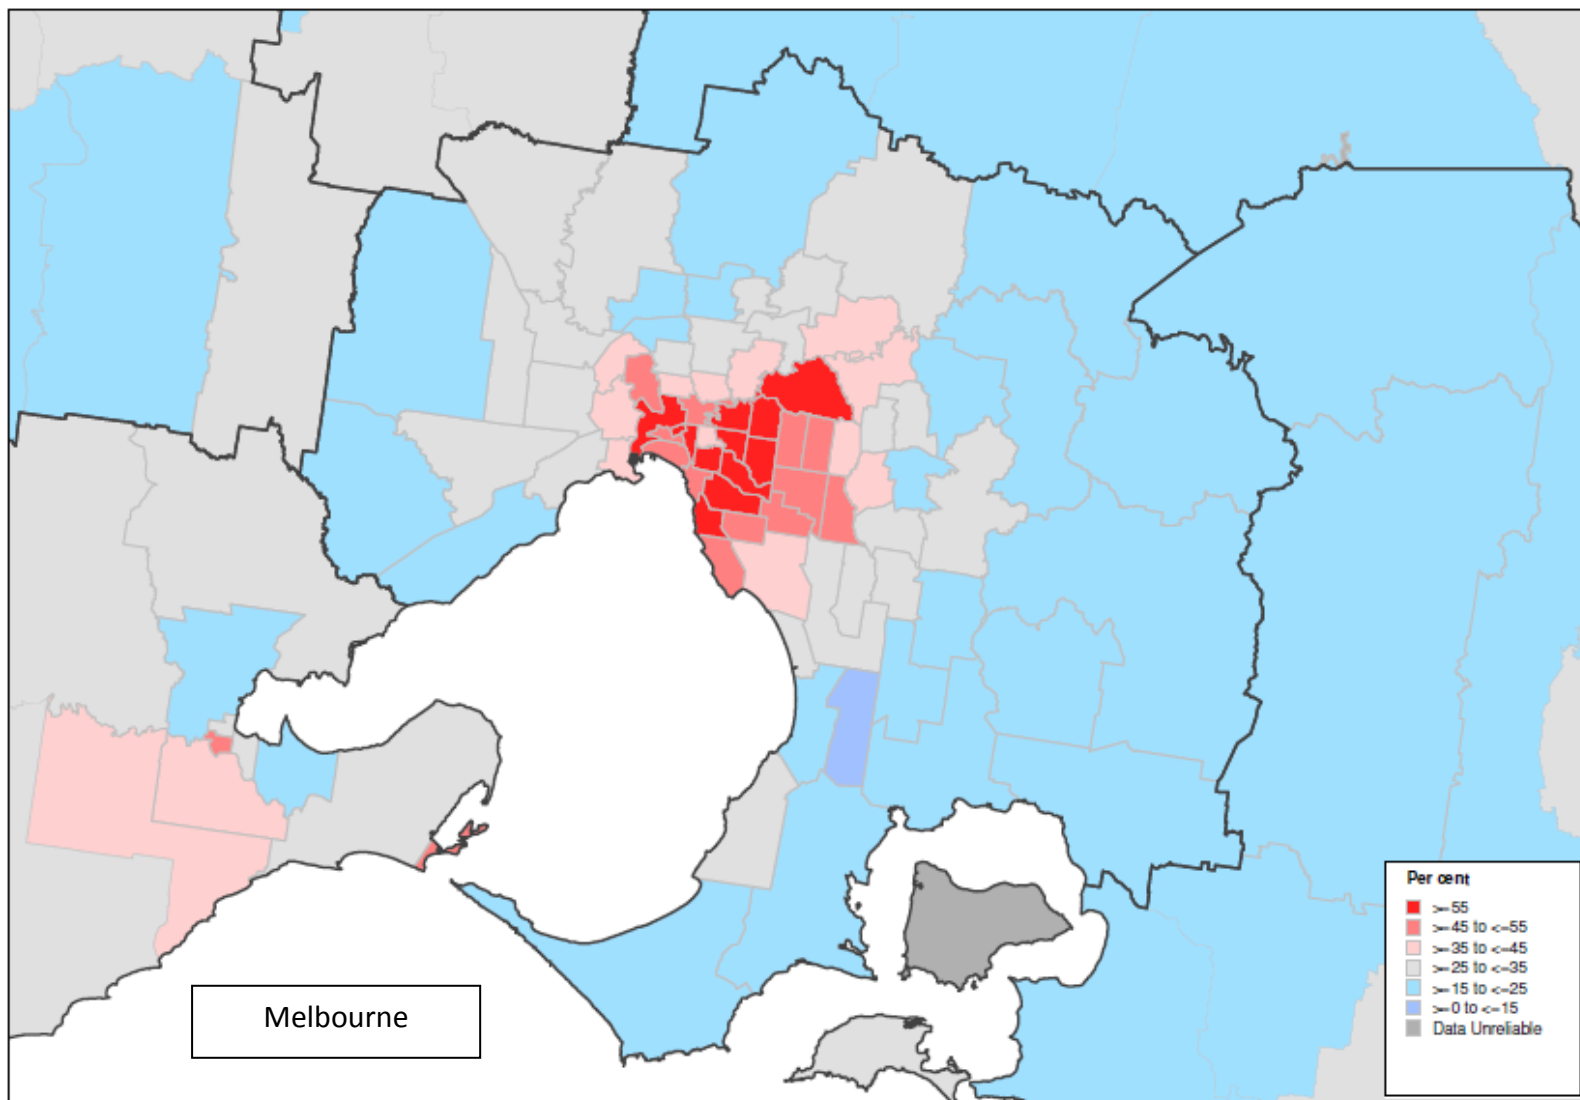 Melbourne
Per cent
>=55
>=45 to <=55
>=35 to <=45
>=25 to <=35
>=15 to <=25
>=0 to <=15
Data Unreliable